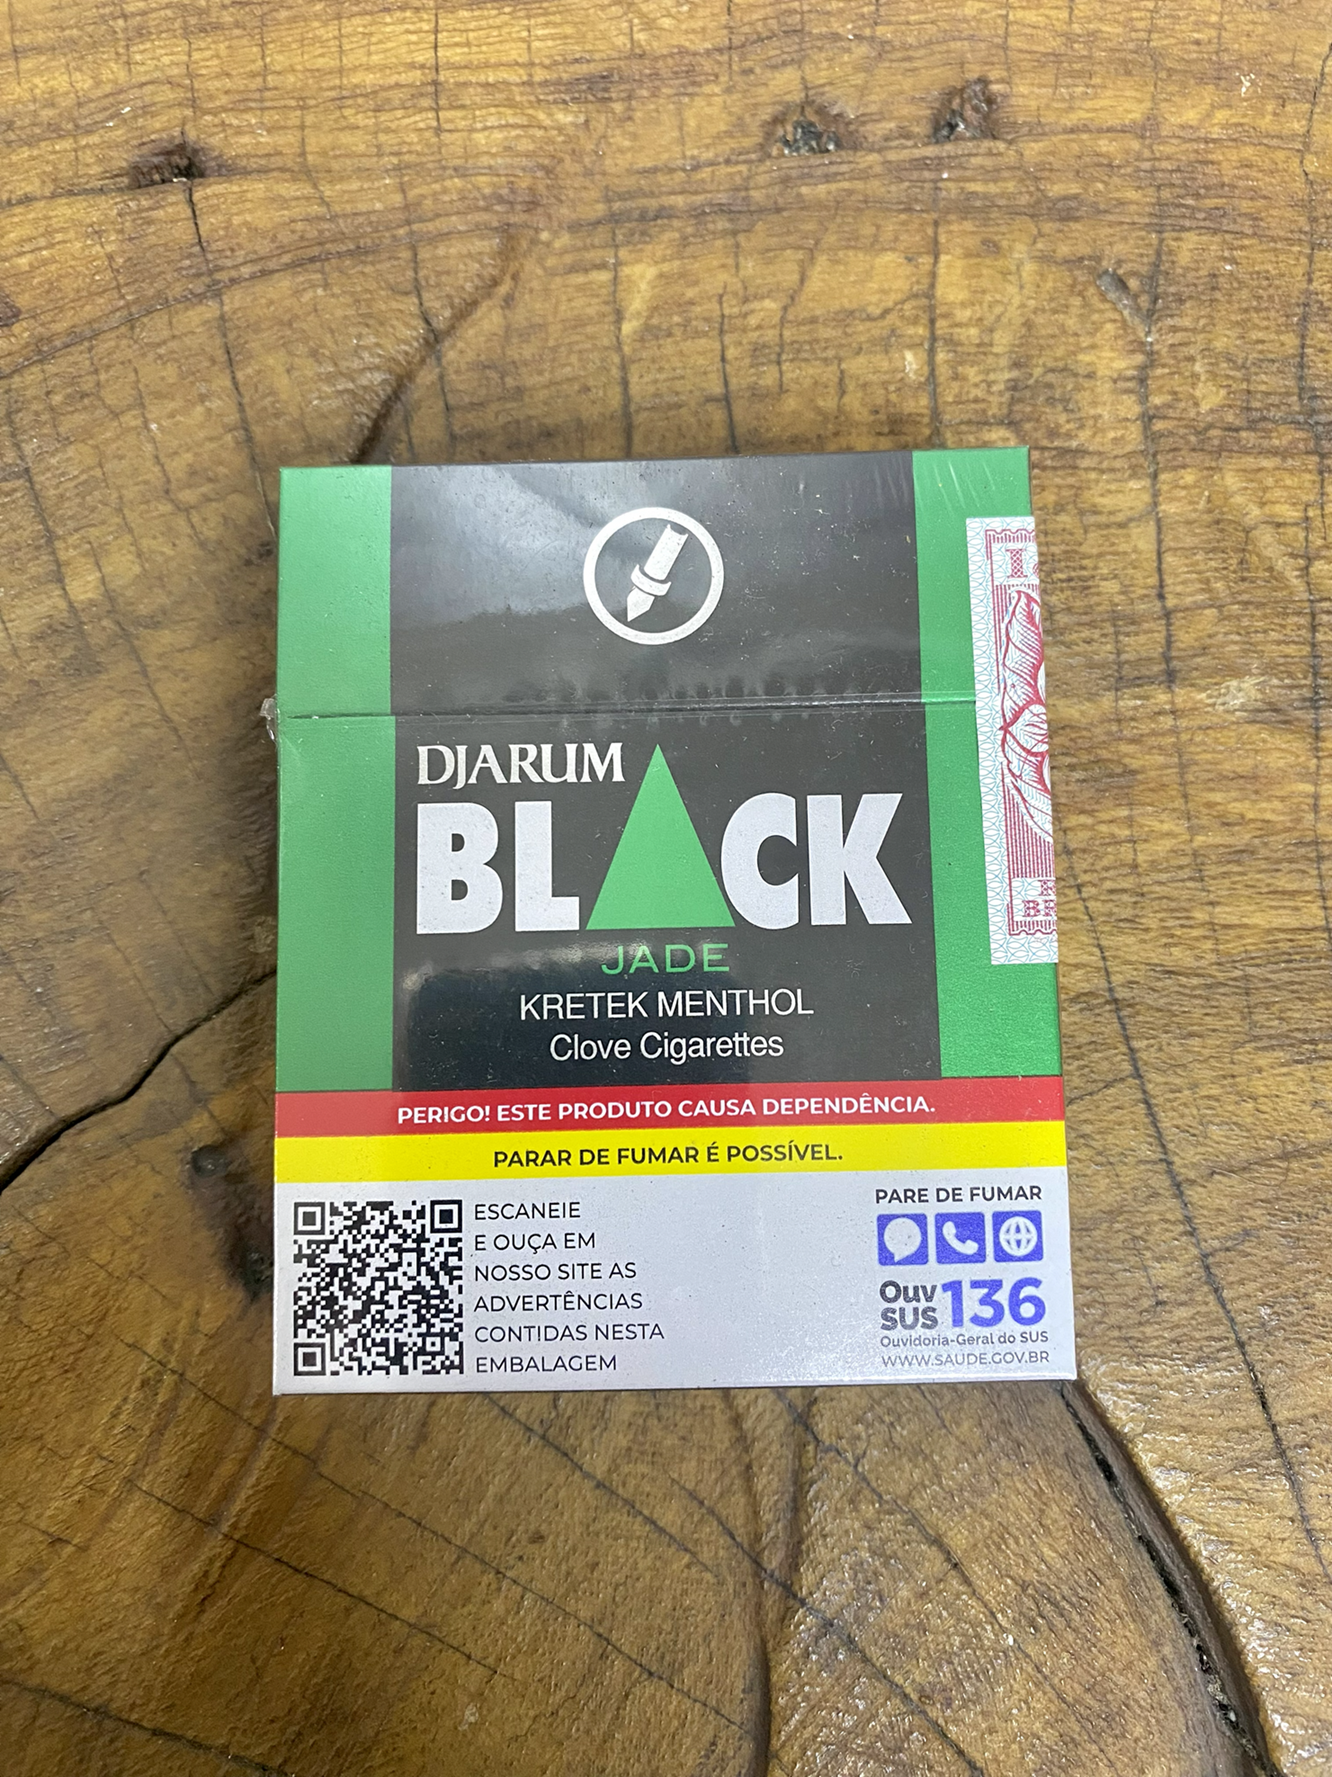 DJARUM
BLACK
JADE
KRETEK MENTHOL
Clove Cigarettes
PERIGO! ESTE PRODUTO CAUSA DEPENDÊNCIA.
PARAR DE FUMAR É POSSÍVEL.
ESCANEIE
E OUÇA EM
NOSSO SITE AS
ADVERTÊNCIAS
CONTIDAS NESTA
EMBALAGEM
PARE DE FUMAR
Ouv
SUS 136
Ouvidoria-Geral do SUS
WWW.SAUDE.GOV.BR